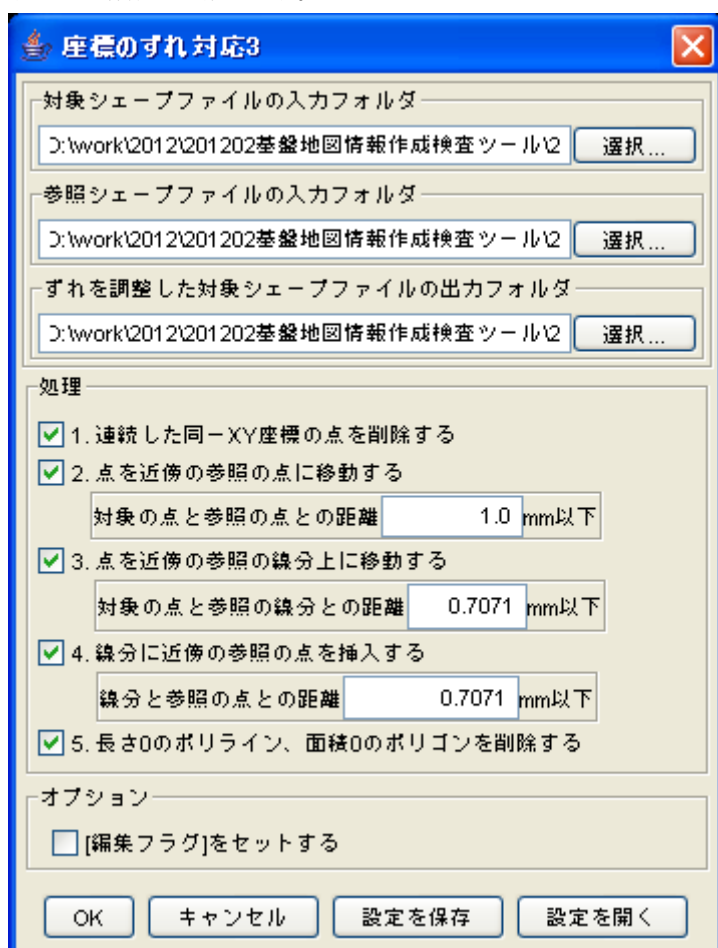 座標のずれ対応3
対象シェープファイルの入力フォルダ
D:\work\2012\201202基盤地図情報作成検査ツール\2
選択...
参照シェープファイルの入力フォルダ
D:\work\2012\201202基盤地図情報作成検査ツール\2
選択...
ずれを調整した対象シェープファイルの出力フォルダ
D:\work\2012\201202基盤地図情報作成検査ツール\2
選択...
処理
1. 連続した同一XY座標の点を削除する
2. 点を近傍の参照の点に移動する
対象の点と参照の点との距離 1.0 mm以下
3. 点を近傍の参照の線分上に移動する
対象の点と参照の線分との距離 0.7071 mm以下
4. 線分に近傍の参照の点を挿入する
線分と参照の点との距離 0.7071 mm以下
5. 長さ0のポリライン、面積0のポリゴンを削除する
オプション
[編集フラグ]をセットする
OK キャンセル 設定を保存 設定を開く